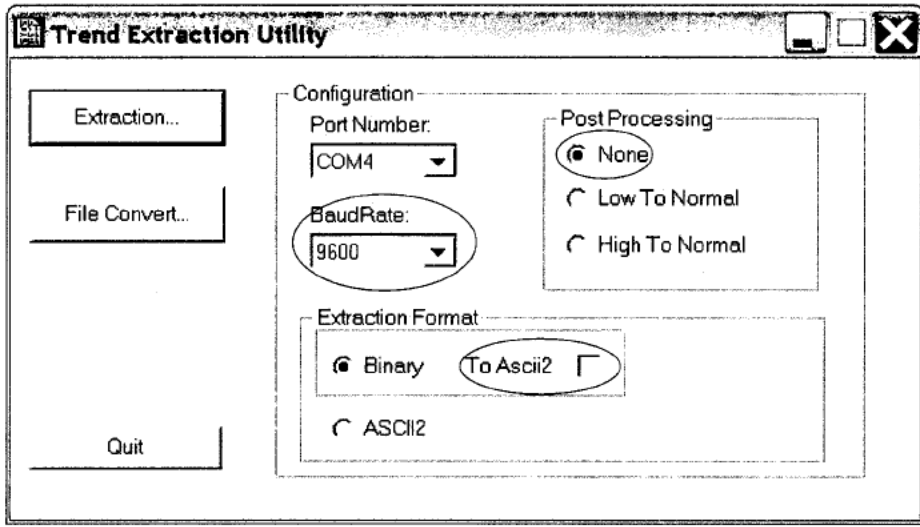 Trend Extraction Utility
Extraction...
File Convert...
Quit
Configuration
Port Number:
COM4
BaudRate:
9600
Post Processing
None
Low To Normal
High To Normal
Extraction Format
Binary To Ascii2
ASCII2